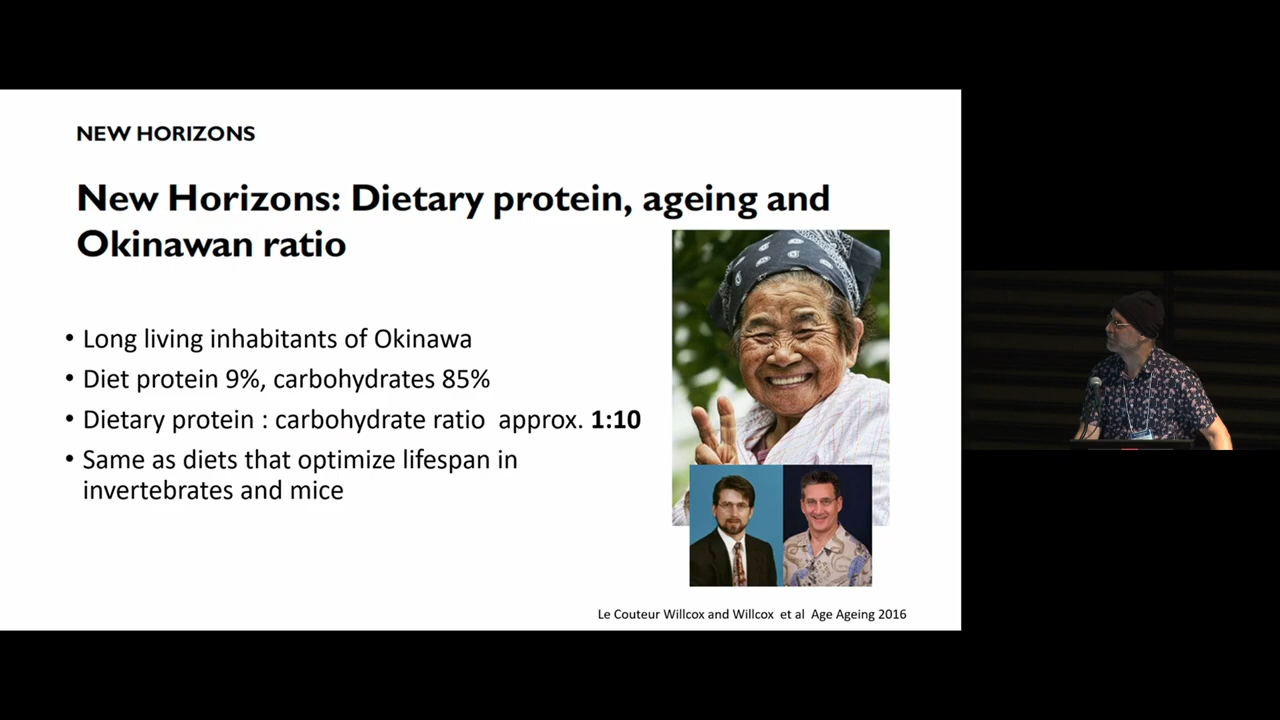 NEW HORIZONS
New Horizons: Dietary protein, ageing and
Okinawan ratio
• Long living inhabitants of Okinawa
• Diet protein 9%, carbohydrates 85%
• Dietary protein : carbohydrate ratio  approx. 1:10
• Same as diets that optimize lifespan in
invertebrates and mice
Le Couteur Willcox and Willcox  et al  Age Ageing 2016